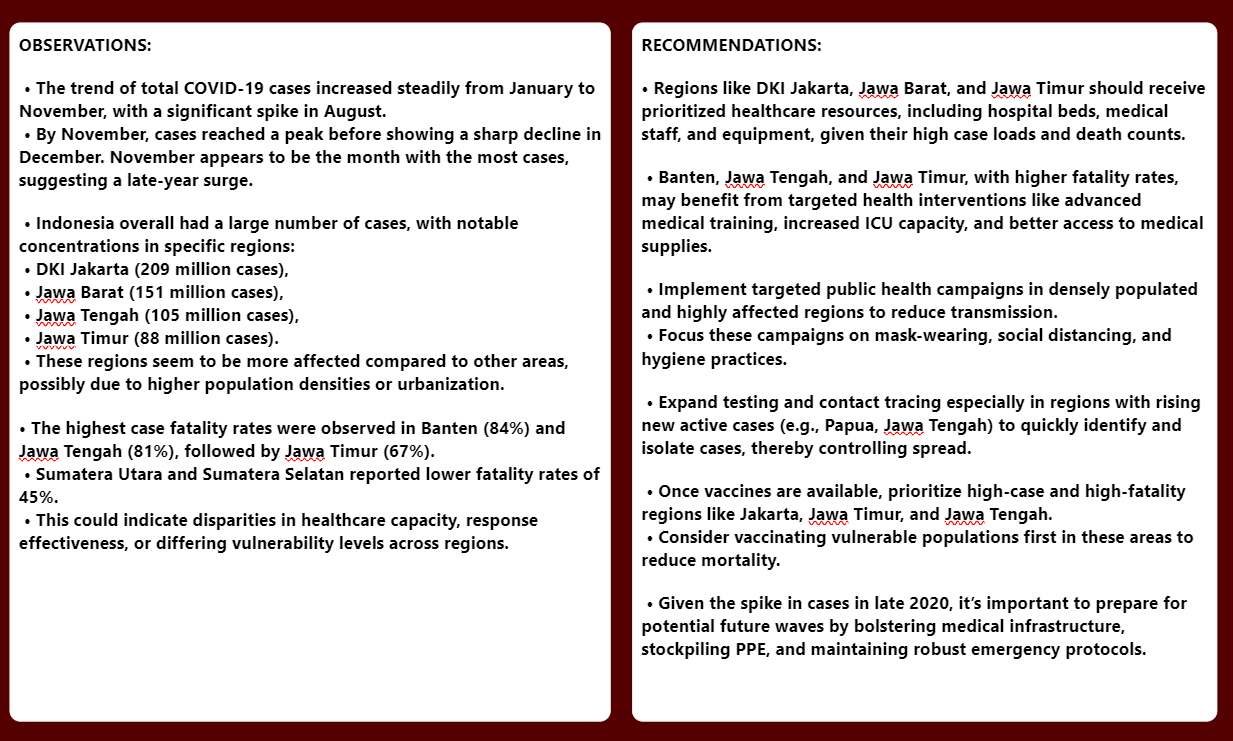 OBSERVATIONS:
• The trend of total COVID-19 cases increased steadily from January to
November, with a significant spike in August.
• By November, cases reached a peak before showing a sharp decline in
December. November appears to be the month with the most cases,
suggesting a late-year surge.
• Indonesia overall had a large number of cases, with notable
concentrations in specific regions:
• DKI Jakarta (209 million cases),
• Jawa Barat (151 million cases),
• Jawa Tengah (105 million cases),
• Jawa Timur (88 million cases).
• These regions seem to be more affected compared to other areas,
possibly due to higher population densities or urbanization.
• The highest case fatality rates were observed in Banten (84%) and
Jawa Tengah (81%), followed by Jawa Timur (67%).
• Sumatera Utara and Sumatera Selatan reported lower fatality rates of
45%.
• This could indicate disparities in healthcare capacity, response
effectiveness, or differing vulnerability levels across regions.
RECOMMENDATIONS:
• Regions like DKI Jakarta, Jawa Barat, and Jawa Timur should receive
prioritized healthcare resources, including hospital beds, medical
staff, and equipment, given their high case loads and death counts.
• Banten, Jawa Tengah, and Jawa Timur, with higher fatality rates,
may benefit from targeted health interventions like advanced
medical training, increased ICU capacity, and better access to medical
supplies.
• Implement targeted public health campaigns in densely populated
and highly affected regions to reduce transmission.
• Focus these campaigns on mask-wearing, social distancing, and
hygiene practices.
• Expand testing and contact tracing especially in regions with rising
new active cases (e.g., Papua, Jawa Tengah) to quickly identify and
isolate cases, thereby controlling spread.
• Once vaccines are available, prioritize high-case and high-fatality
regions like Jakarta, Jawa Timur, and Jawa Tengah.
• Consider vaccinating vulnerable populations first in these areas to
reduce mortality.
• Given the spike in cases in late 2020, it’s important to prepare for
potential future waves by bolstering medical infrastructure,
stockpiling PPE, and maintaining robust emergency protocols.